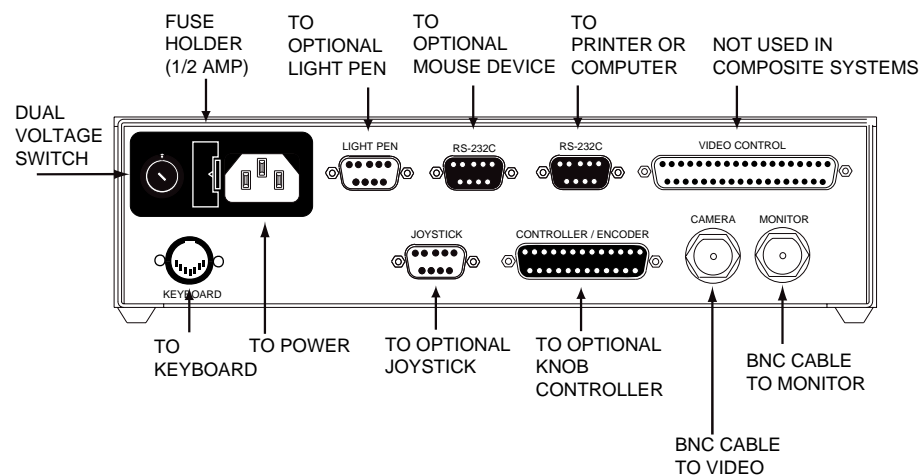 FUSE
HOLDER
(1/2 AMP)
TO
OPTIONAL
LIGHT PEN
TO
OPTIONAL
MOUSE DEVICE
TO
PRINTER OR
COMPUTER
NOT USED IN
COMPOSITE SYSTEMS
DUAL
VOLTAGE
SWITCH
LIGHT PEN
RS-232C
RS-232C
VIDEO CONTROL
JOYSTICK
CONTROLLER / ENCODER
CAMERA
MONITOR
KEYBOARD
TO
KEYBOARD
TO POWER
TO OPTIONAL
JOYSTICK
TO OPTIONAL
KNOB
CONTROLLER
BNC CABLE
TO MONITOR
BNC CABLE
TO VIDEO